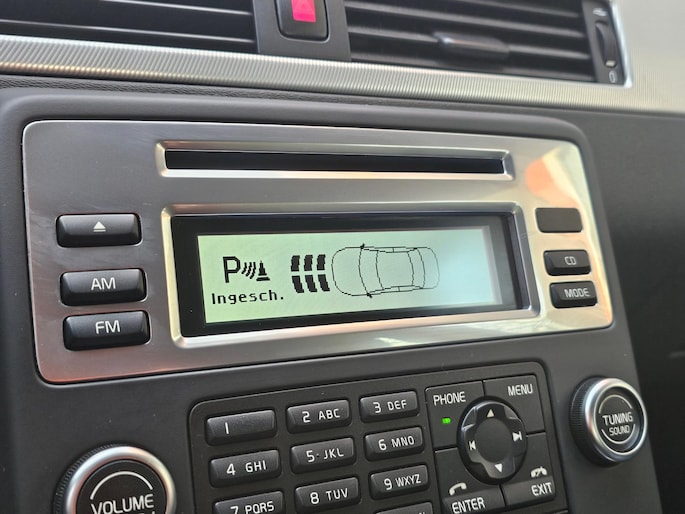 AM
FM
P
Ingesch.
CD
MODE
1
2 ABC
3 DEF
4 GHI
5-JKL
6 MNO
7 PQRS
8 TUV
9 WXYZ
PHONE
MENU
ENTER
EXIT
VOLUME
TUNING
SOUND